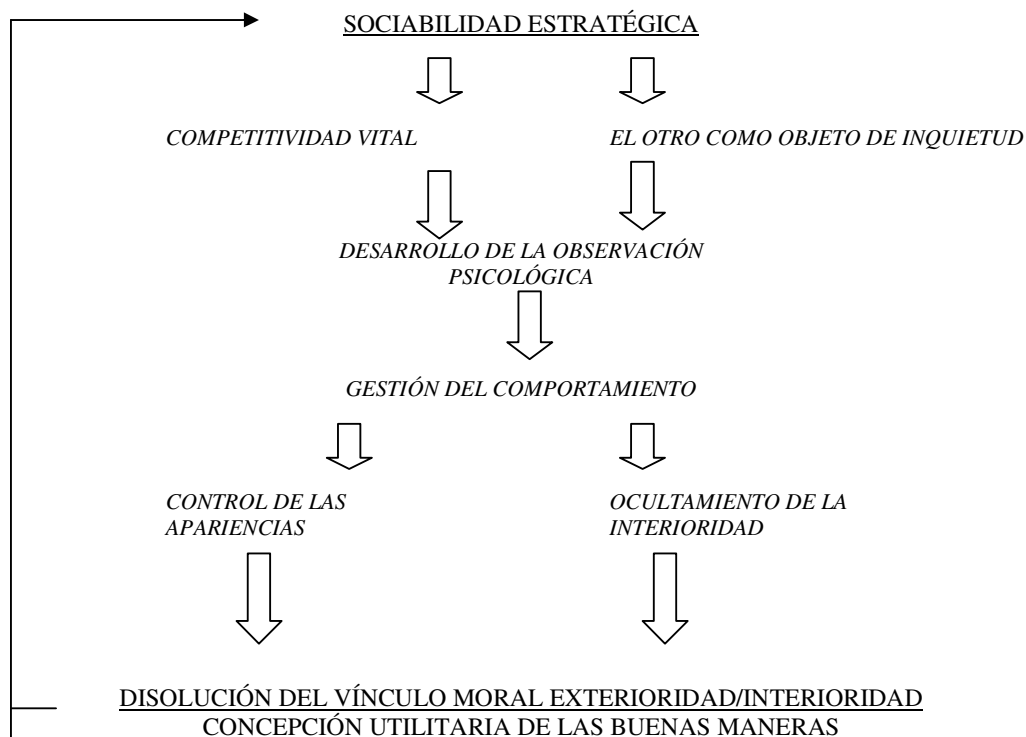 SOCIABILIDAD ESTRATÉGICA
COMPETITIVIDAD VITAL
EL OTRO COMO OBJETO DE INQUIETUD
DESARROLLO DE LA OBSERVACIÓN
PSICOLÓGICA
GESTIÓN DEL COMPORTAMIENTO
CONTROL DE LAS
APARIENCIAS
OCULTAMIENTO DE LA
INTERIORIDAD
DISOLUCIÓN DEL VÍNCULO MORAL EXTERIORIDAD/INTERIORIDAD
CONCEPCIÓN UTILITARIA DE LAS BUENAS MANERAS